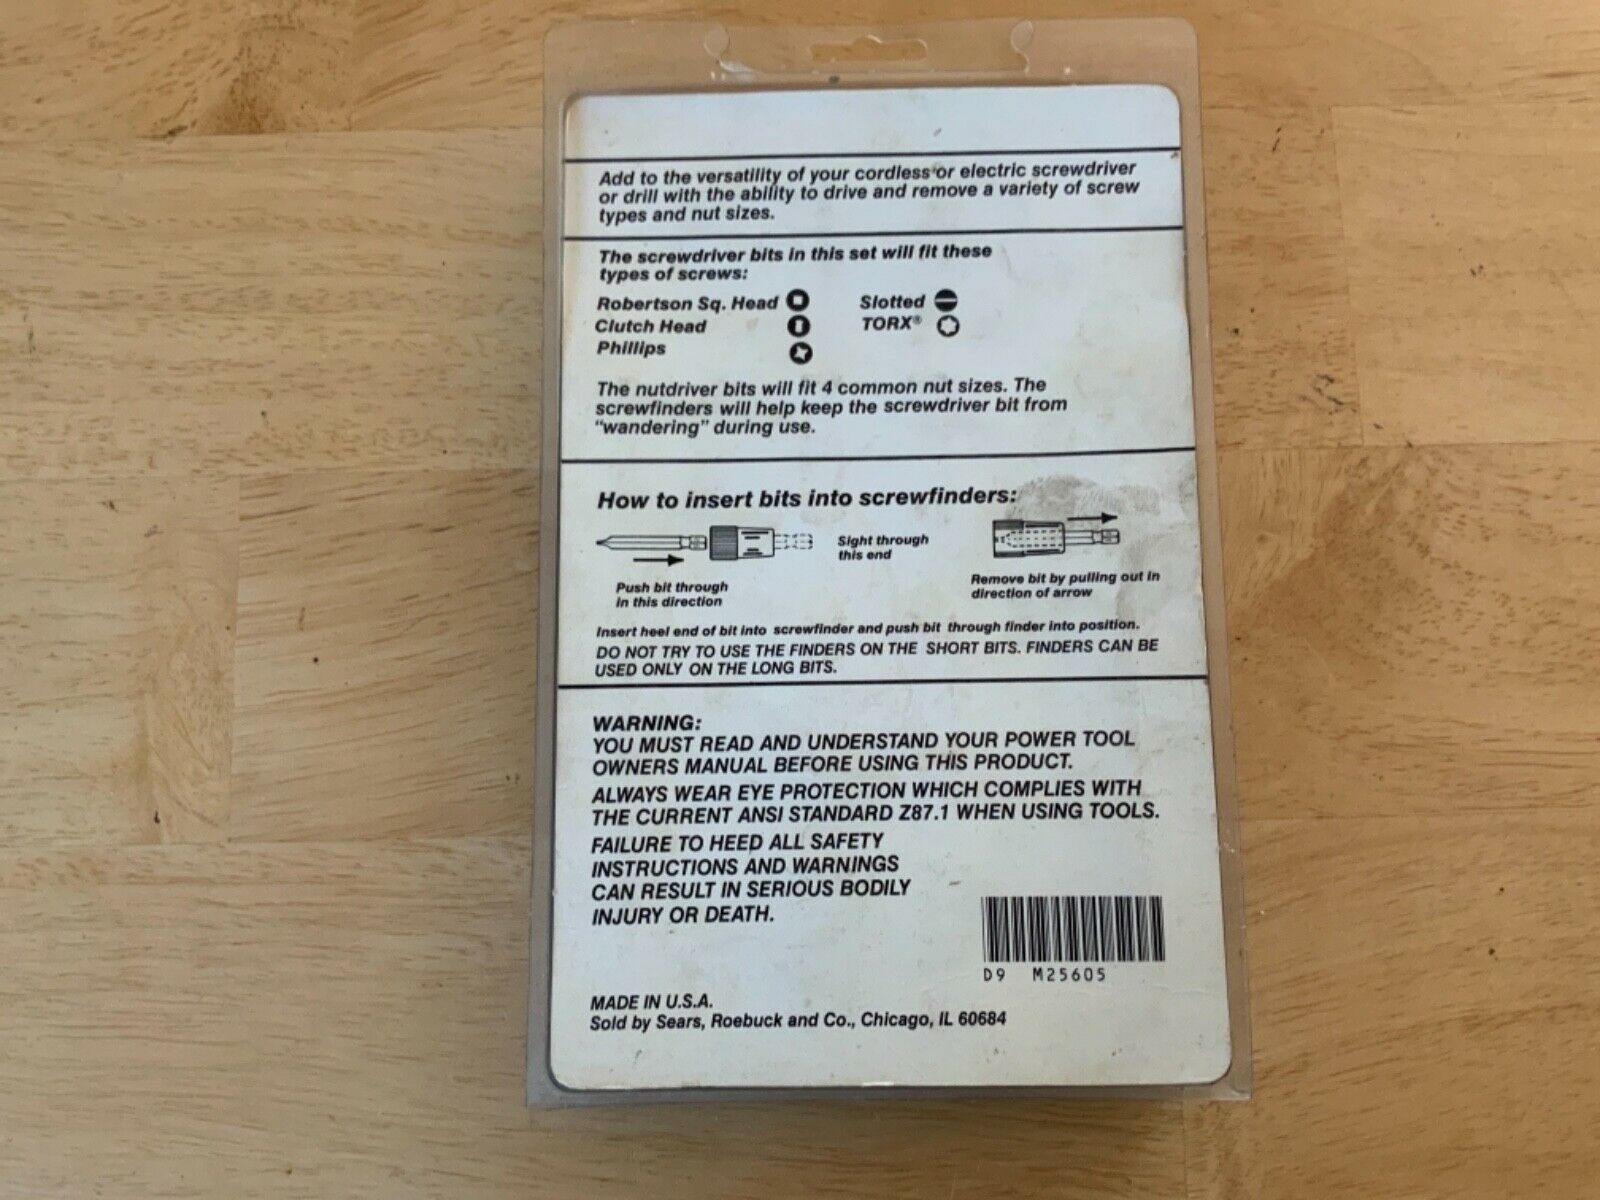 Add to the versatility of your cordless or electric screwdriver
or drill with the ability to drive and remove a variety of screw
types and nut sizes.
The screwdriver bits in this set will fit these
types of screws:
Robertson Sq. Head
Clutch Head
Phillips
Slotted
TORX®
The nutdriver bits will fit 4 common nut sizes. The
screwfinders will help keep the screwdriver bit from
"wandering" during use.
How to insert bits into screwfinders:
Push bit through
in this direction
Sight through
this end
Remove bit by pulling out in
direction of arrow
Insert heel end of bit into screwfinder and push bit through finder into position.
DO NOT TRY TO USE THE FINDERS ON THE SHORT BITS. FINDERS CAN BE
USED ONLY ON THE LONG BITS.
WARNING:
YOU MUST READ AND UNDERSTAND YOUR POWER TOOL
OWNERS MANUAL BEFORE USING THIS PRODUCT.
ALWAYS WEAR EYE PROTECTION WHICH COMPLIES WITH
THE CURRENT ANSI STANDARD Z87.1 WHEN USING TOOLS.
FAILURE TO HEED ALL SAFETY
INSTRUCTIONS AND WARNINGS
CAN RESULT IN SERIOUS BODILY
INJURY OR DEATH.
D9 M25605
MADE IN U.S.A.
Sold by Sears, Roebuck and Co., Chicago, IL 60684